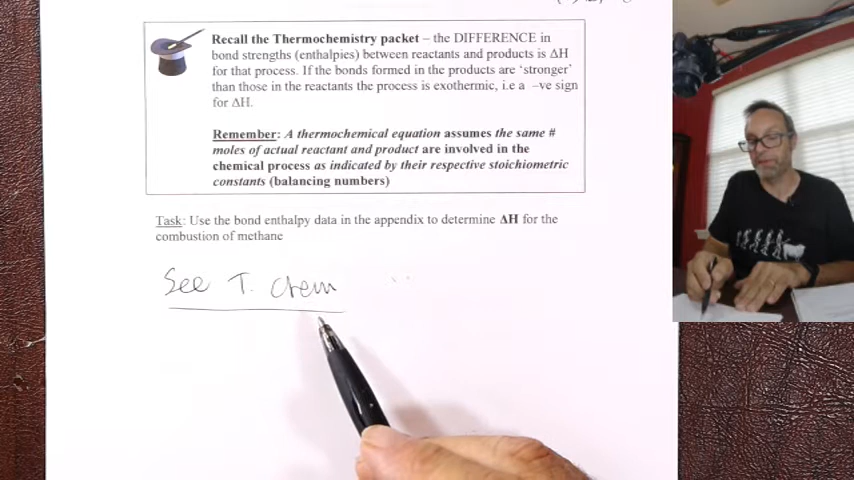 Recall the Thermochemistry packet – the DIFFERENCE in
bond strengths (enthalpies) between reactants and products is ΔH
for that process. If the bonds formed in the products are ‘stronger’
than those in the reactants the process is exothermic, i.e a –ve sign
for ΔH.
Remember: A thermochemical equation assumes the same #
moles of actual reactant and product are involved in the
chemical process as indicated by their respective stoichiometric
constants (balancing numbers)
Task: Use the bond enthalpy data in the appendix to determine ΔH for the
combustion of methane
See T. Chem